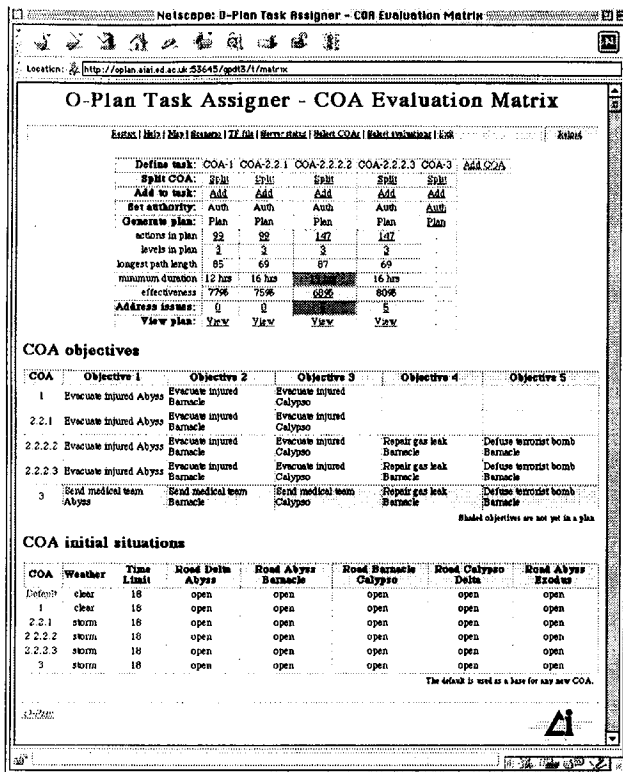 Netscape: O-Plan Task Assigner - COA Evaluation Matrix
Location: http://oplan.aiai.ed.ac.uk:53645/gpdt3/t/matrix
O-Plan Task Assigner - COA Evaluation Matrix
Restart | Help | Map | Scenario | TF file | Server status | Select COAs | Select evaluations | Exit Reload
Define task: COA-1 COA-2.2.1 COA-2.2.2.2 COA-2.2.2.3 COA-3 Add COA
Split COA: Split Split Split Split Split
Add to task: Add Add Add Add Add
Set authority: Auth Auth Auth Auth Auth
Generate plan: Plan Plan Plan Plan Plan
actions in plan 99 99 147 147
levels in plan 3 3 3 3
longest path length 85 69 87 69
minimum duration 12 hrs 16 hrs 16 hrs
effectiveness 77% 75% 68% 80%
Address issues: 0 0 5
View plan: View View View View
COA objectives
COA Objective 1 Objective 2 Objective 3 Objective 4 Objective 5
1 Evacuate injured Abyss Evacuate injured Barnacle Evacuate injured Calypso
2.2.1 Evacuate injured Abyss Evacuate injured Barnacle Evacuate injured Calypso
2.2.2.2 Evacuate injured Abyss Evacuate injured Barnacle Evacuate injured Calypso Repair gas leak Barnacle Defuse terrorist bomb Barnacle
2.2.2.3 Evacuate injured Abyss Evacuate injured Barnacle Evacuate injured Calypso Repair gas leak Barnacle Defuse terrorist bomb Barnacle
3 Send medical team Abyss Send medical team Barnacle Send medical team Calypso Repair gas leak Barnacle Defuse terrorist bomb Barnacle
Shaded objectives are not yet in a plan
COA initial situations
COA Weather Time Limit Road Delta Abyss Road Abyss Barnacle Road Barnacle Calypso Road Calypso Delta Road Abyss Exodus
Default clear 18 open open open open open
1 clear 18 open open open open open
2.2.1 storm 18 open open open open open
2.2.2.2 storm 18 open open open open open
2.2.2.3 storm 18 open open open open open
3 storm 18 open open open open open
The default is used as a base for any new COA.
O-Plan